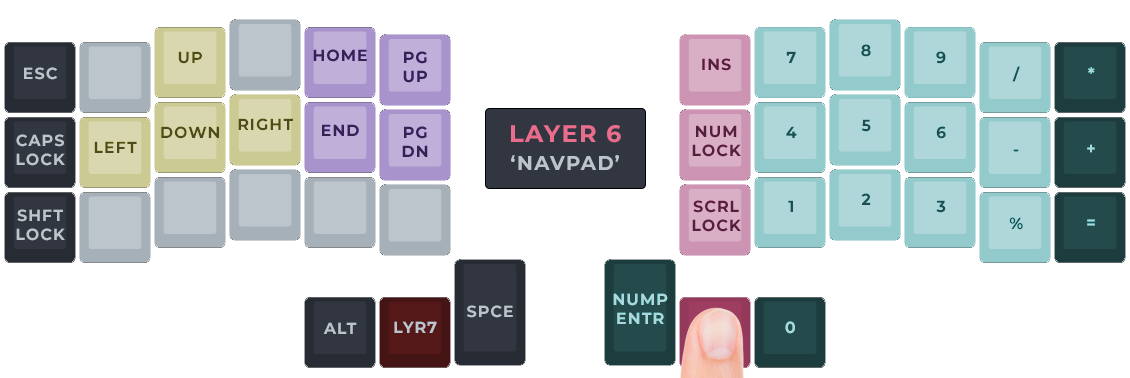 ESC
UP
HOME
PG
UP
INS
7
8
9
/
*
CAPS
LOCK
LEFT
DOWN
RIGHT
END
PG
DN
LAYER 6
‘NAVPAD’
NUM
LOCK
4
5
6
-
+
SHFT
LOCK
SCRL
LOCK
1
2
3
%
=
ALT
LYR7
SPCE
NUMP
ENTR
0